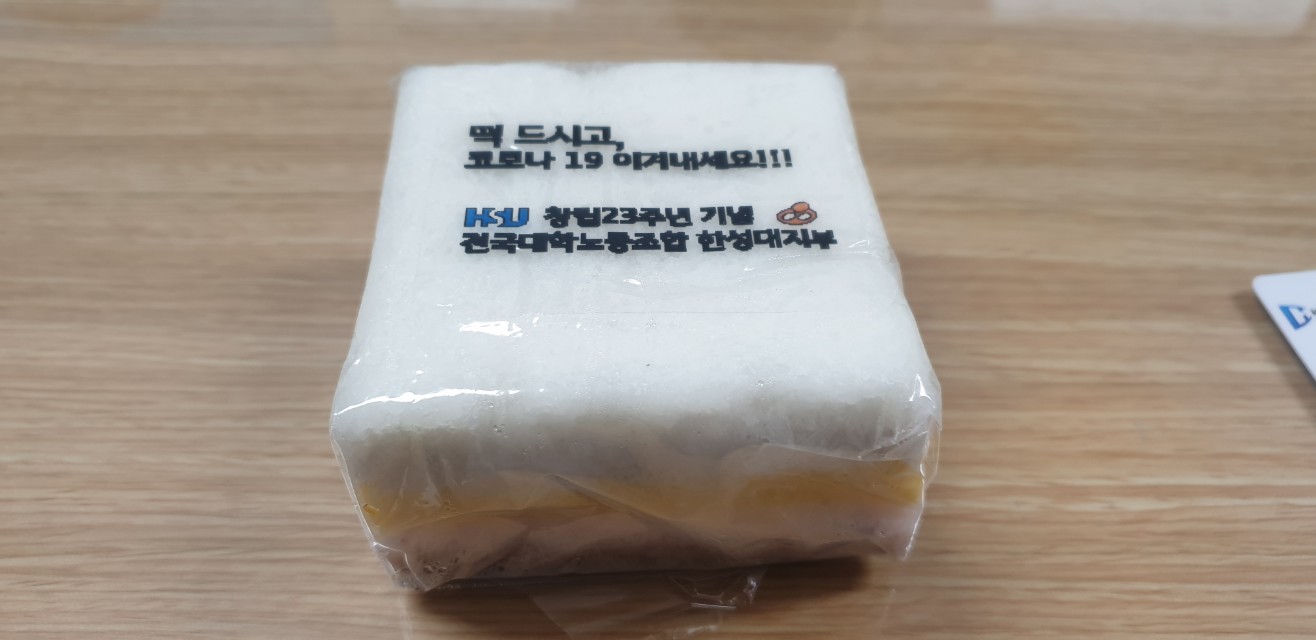 떡 드시고,
코로나 19 이겨내세요!!!
HSU 창립23주년 기념
전국대학노동조합 한성대지부
H